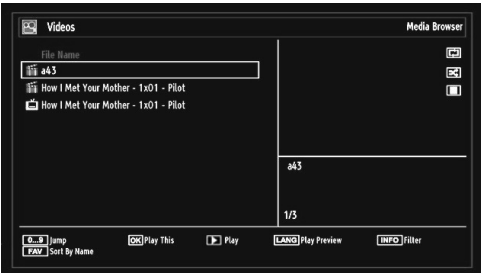 Videos
Media Browser
File Name
a43
How I Met Your Mother - 1x01 - Pilot
How I Met Your Mother - 1x01 - Pilot
a43
1/3
0...9 Jump
OK Play This
Play
LANG Play Preview
INFO Filter
FAV Sort By Name